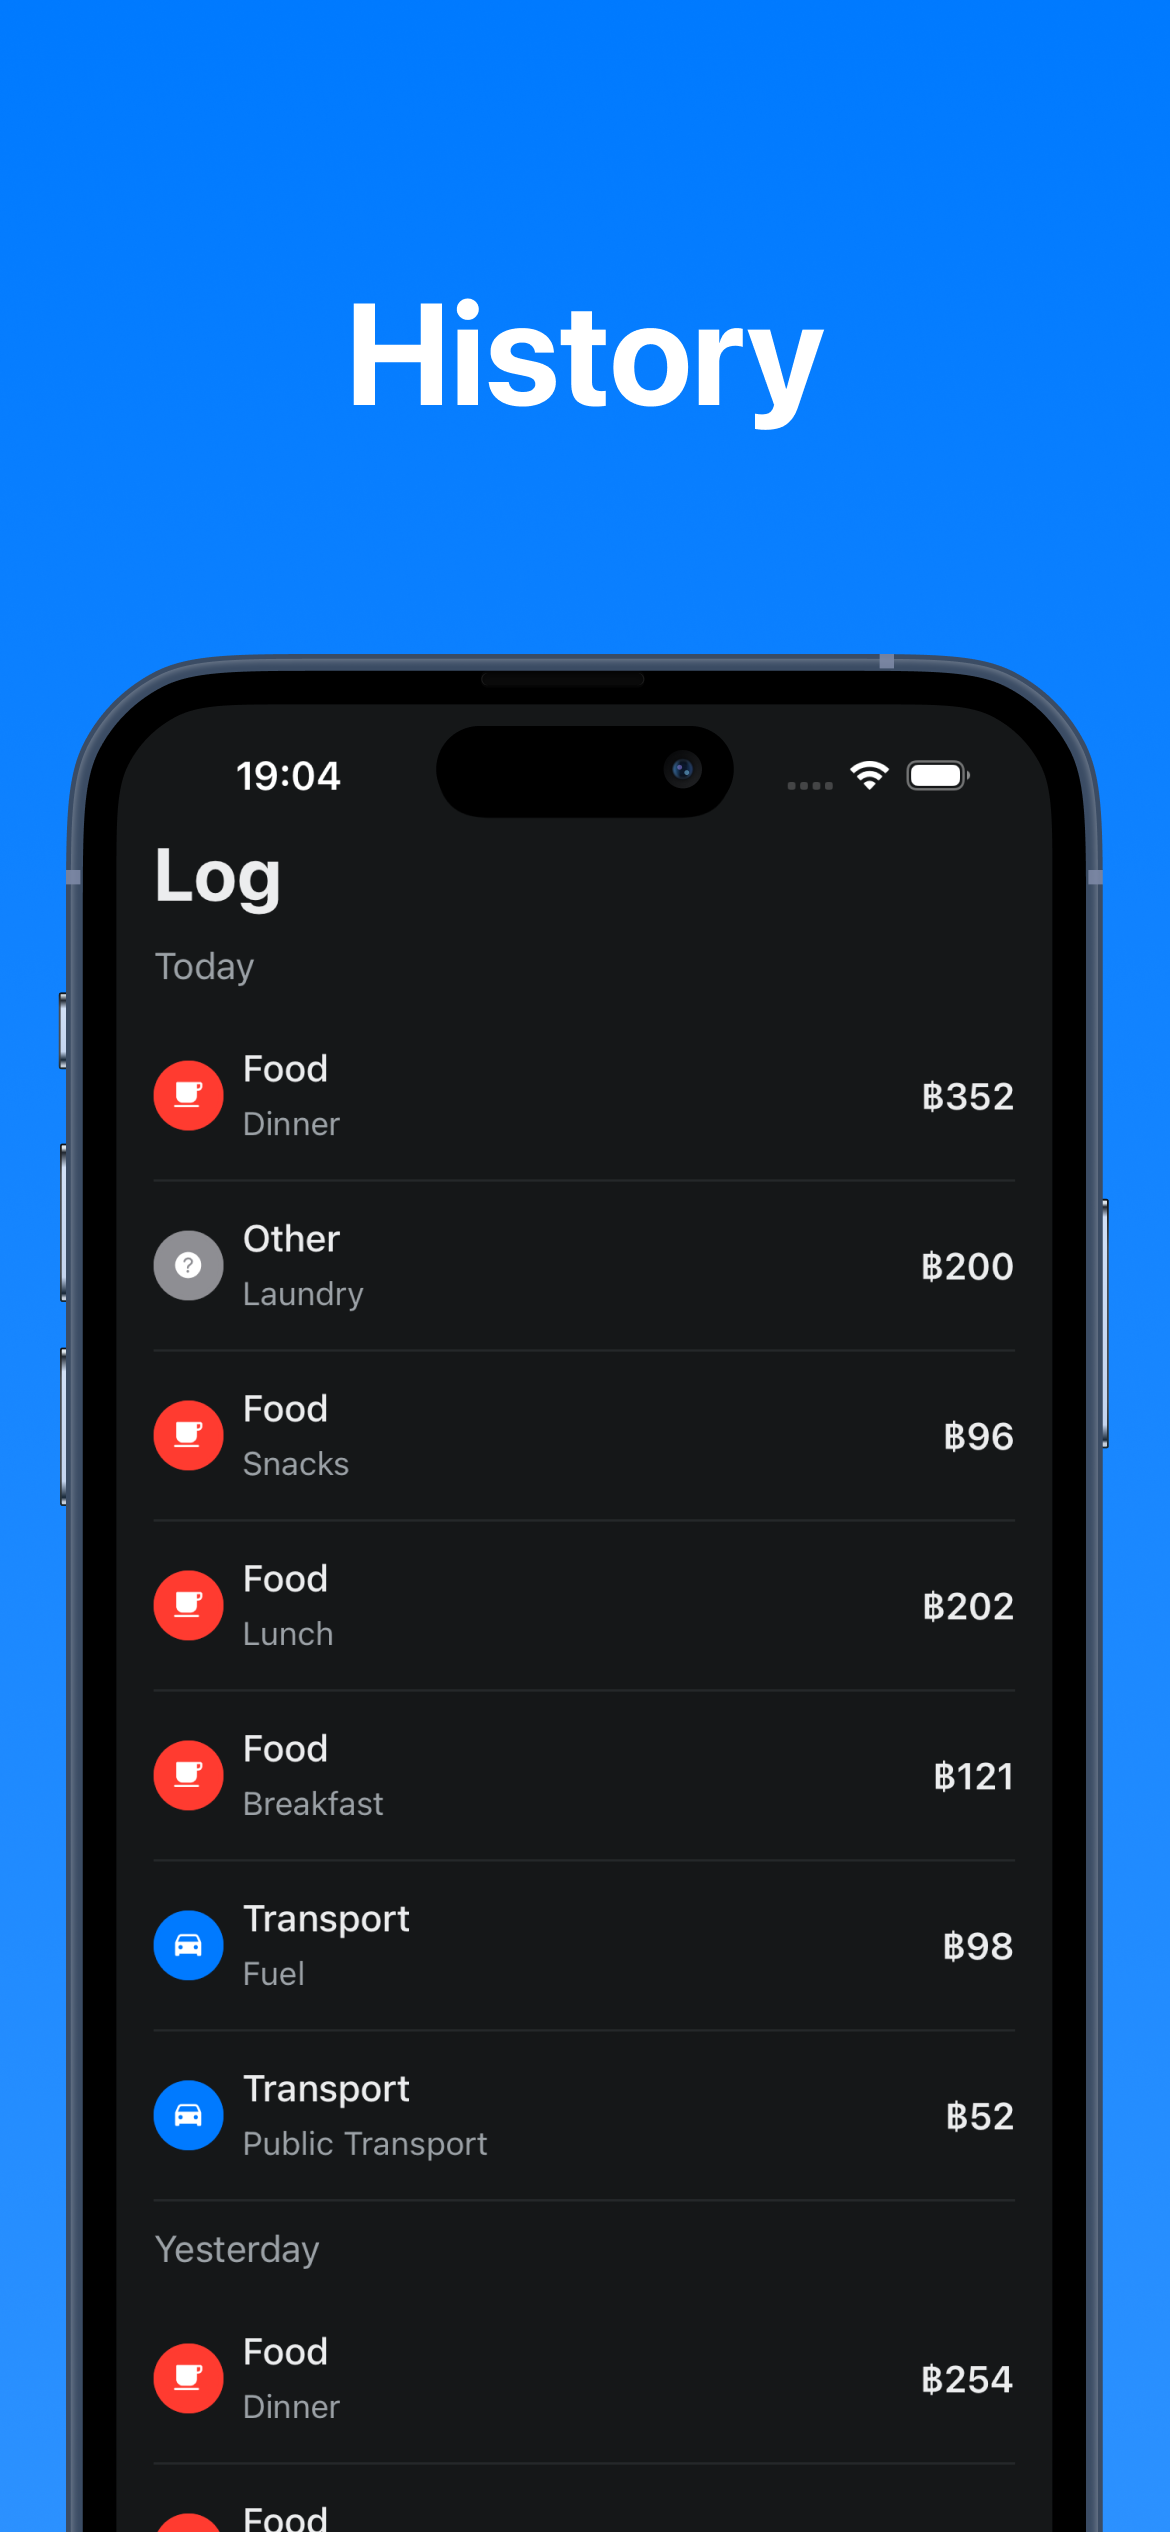 History
19:04
Log
Today
Food
Dinner
฿352
Other
Laundry
฿200
Food
Snacks
฿96
Food
Lunch
฿202
Food
Breakfast
฿121
Transport
Fuel
฿98
Transport
Public Transport
฿52
Yesterday
Food
Dinner
฿254
Food